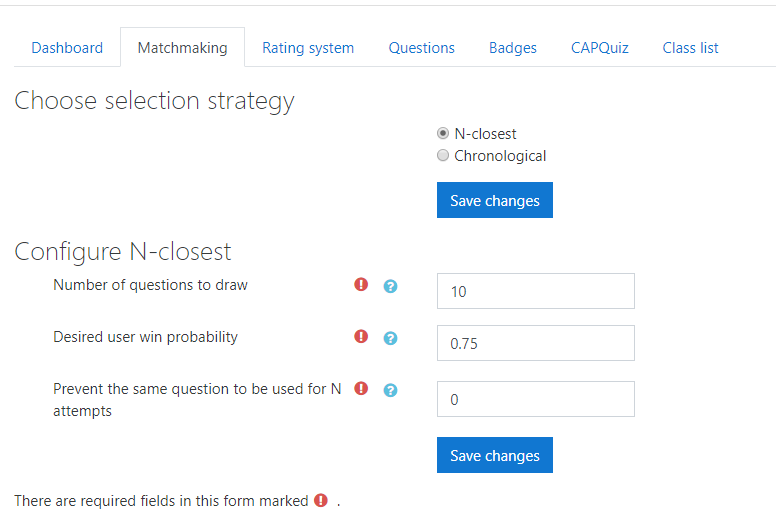 Dashboard Matchmaking Rating system Questions Badges CAPQuiz Class list
Choose selection strategy
N-closest
Chronological
Save changes
Configure N-closest
Number of questions to draw ! ? 10
Desired user win probability ! ? 0.75
Prevent the same question to be used for N ! ? 0
attempts
Save changes
There are required fields in this form marked ! .